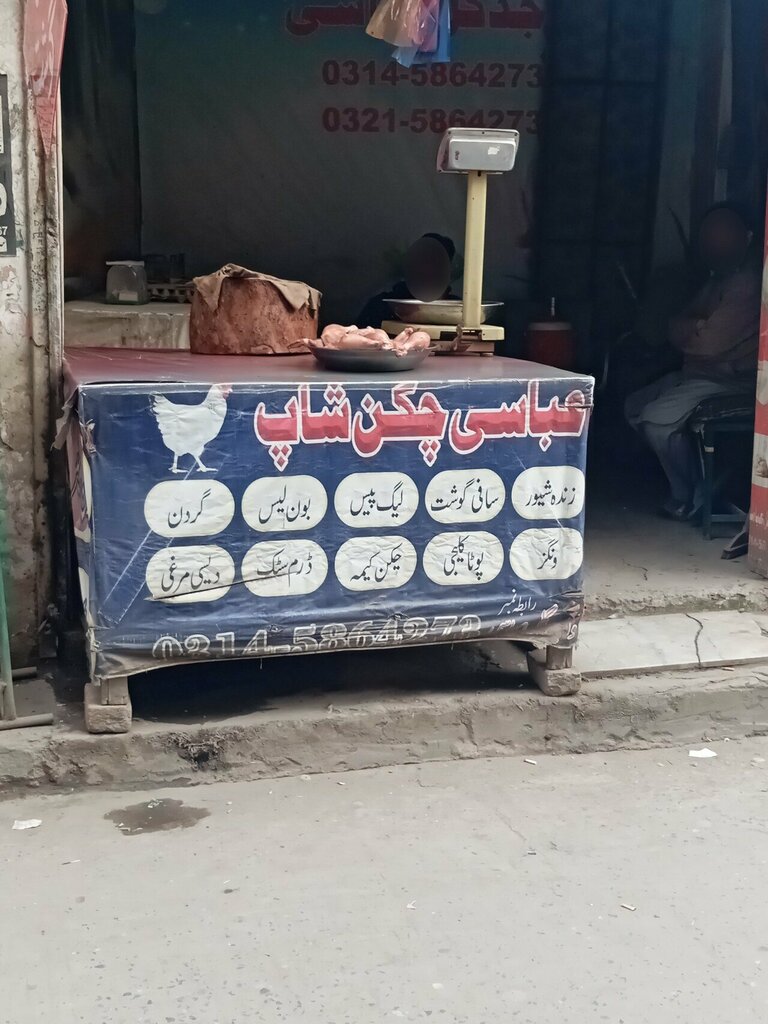 0314-5864273
0321-5864273
عباسی چکن شاپ
زندہ شیور صافی گوشت لیگ پیس بون لیس گردن
ونگز پوٹا کلیجی چکن قیمہ ڈرم سٹک دیسی مرغی
رابطہ نمبر
0314-5864273